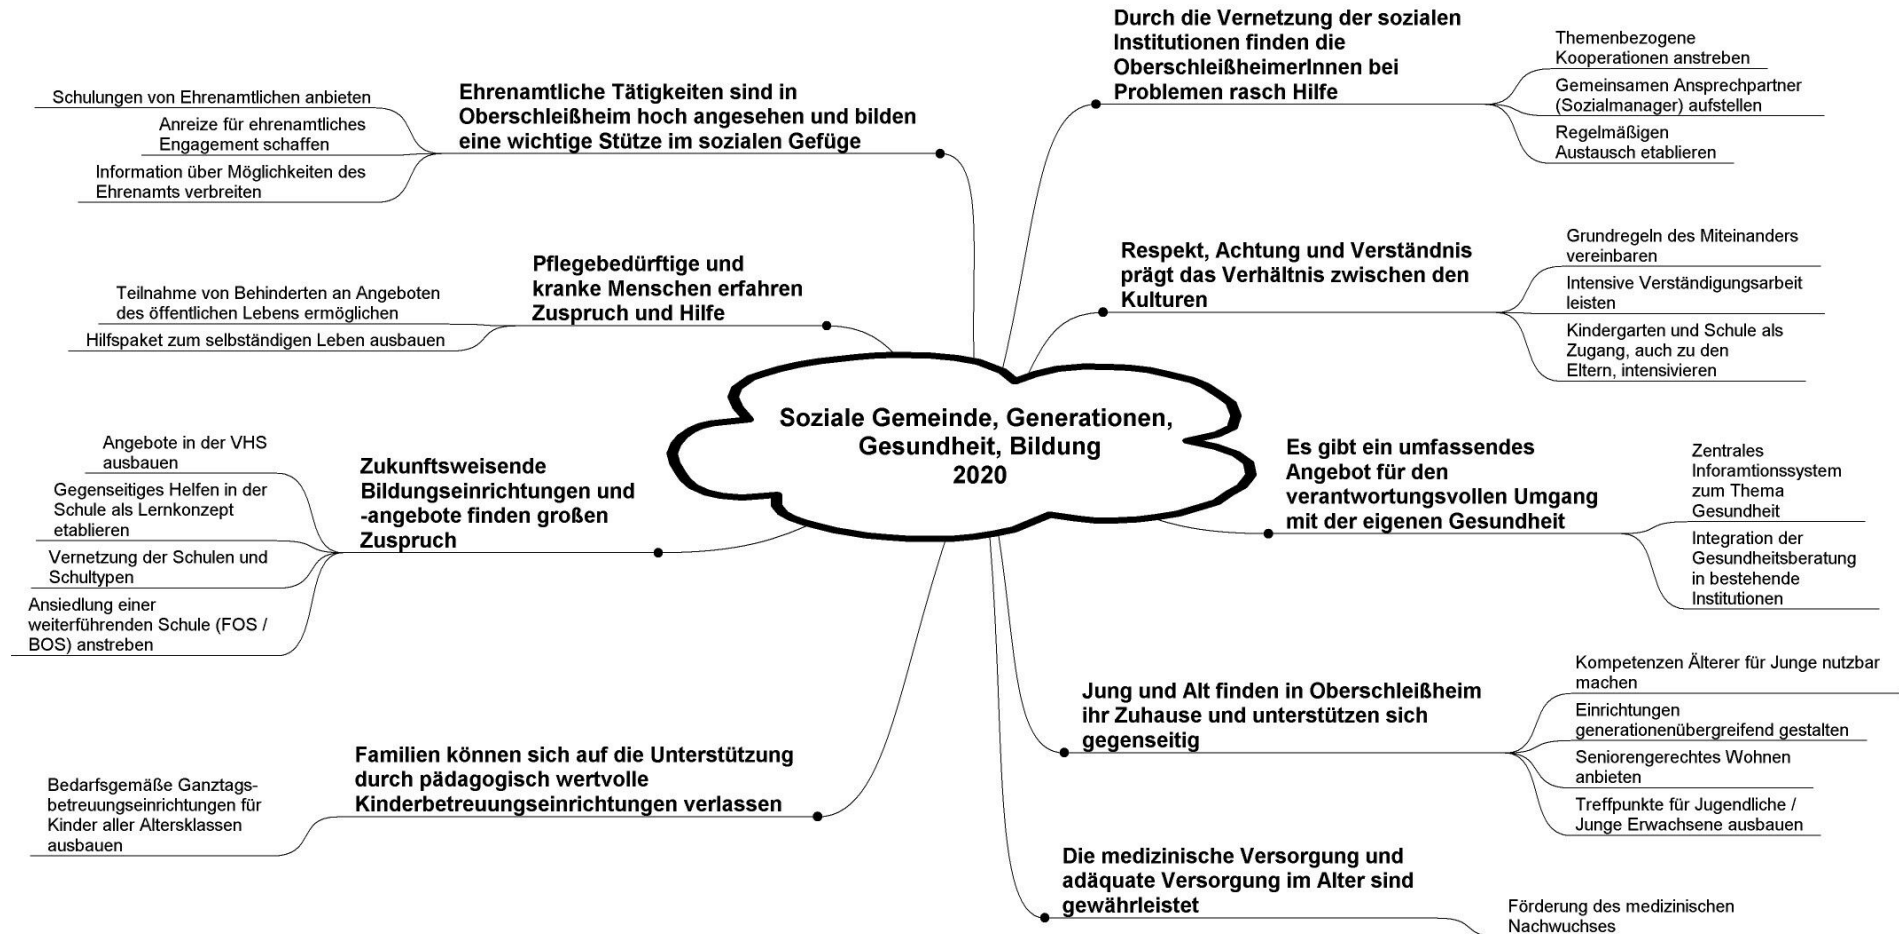 Soziale Gemeinde, Generationen,
Gesundheit, Bildung
2020
Durch die Vernetzung der sozialen
Institutionen finden die
OberschleißheimerInnen bei
Problemen rasch Hilfe
Themenbezogene
Kooperationen anstreben
Gemeinsamen Ansprechpartner
(Sozialmanager) aufstellen
Regelmäßigen
Austausch etablieren
Respekt, Achtung und Verständnis
prägt das Verhältnis zwischen den
Kulturen
Grundregeln des Miteinanders
vereinbaren
Intensive Verständigungsarbeit
leisten
Kindergarten und Schule als
Zugang, auch zu den
Eltern, intensivieren
Es gibt ein umfassendes
Angebot für den
verantwortungsvollen Umgang
mit der eigenen Gesundheit
Zentrales
Inforamtionssystem
zum Thema
Gesundheit
Integration der
Gesundheitsberatung
in bestehende
Institutionen
Jung und Alt finden in Oberschleißheim
ihr Zuhause und unterstützen sich
gegenseitig
Kompetenzen Älterer für Junge nutzbar
machen
Einrichtungen
generationenübergreifend gestalten
Seniorengerechtes Wohnen
anbieten
Treffpunkte für Jugendliche /
Junge Erwachsene ausbauen
Die medizinische Versorgung und
adäquate Versorgung im Alter sind
gewährleistet
Förderung des medizinischen
Nachwuchses
Ehrenamtliche Tätigkeiten sind in
Oberschleißheim hoch angesehen und bilden
eine wichtige Stütze im sozialen Gefüge
Schulungen von Ehrenamtlichen anbieten
Anreize für ehrenamtliches
Engagement schaffen
Information über Möglichkeiten des
Ehrenamts verbreiten
Pflegebedürftige und
kranke Menschen erfahren
Zuspruch und Hilfe
Teilnahme von Behinderten an Angeboten
des öffentlichen Lebens ermöglichen
Hilfspaket zum selbständigen Leben ausbauen
Zukunftsweisende
Bildungseinrichtungen und
-angebote finden großen
Zuspruch
Angebote in der VHS
ausbauen
Gegenseitiges Helfen in der
Schule als Lernkonzept
etablieren
Vernetzung der Schulen und
Schultypen
Ansiedlung einer
weiterführenden Schule (FOS /
BOS) anstreben
Familien können sich auf die Unterstützung
durch pädagogisch wertvolle
Kinderbetreuungseinrichtungen verlassen
Bedarfsgemäße Ganztags-
betreuungseinrichtungen für
Kinder aller Altersklassen
ausbauen